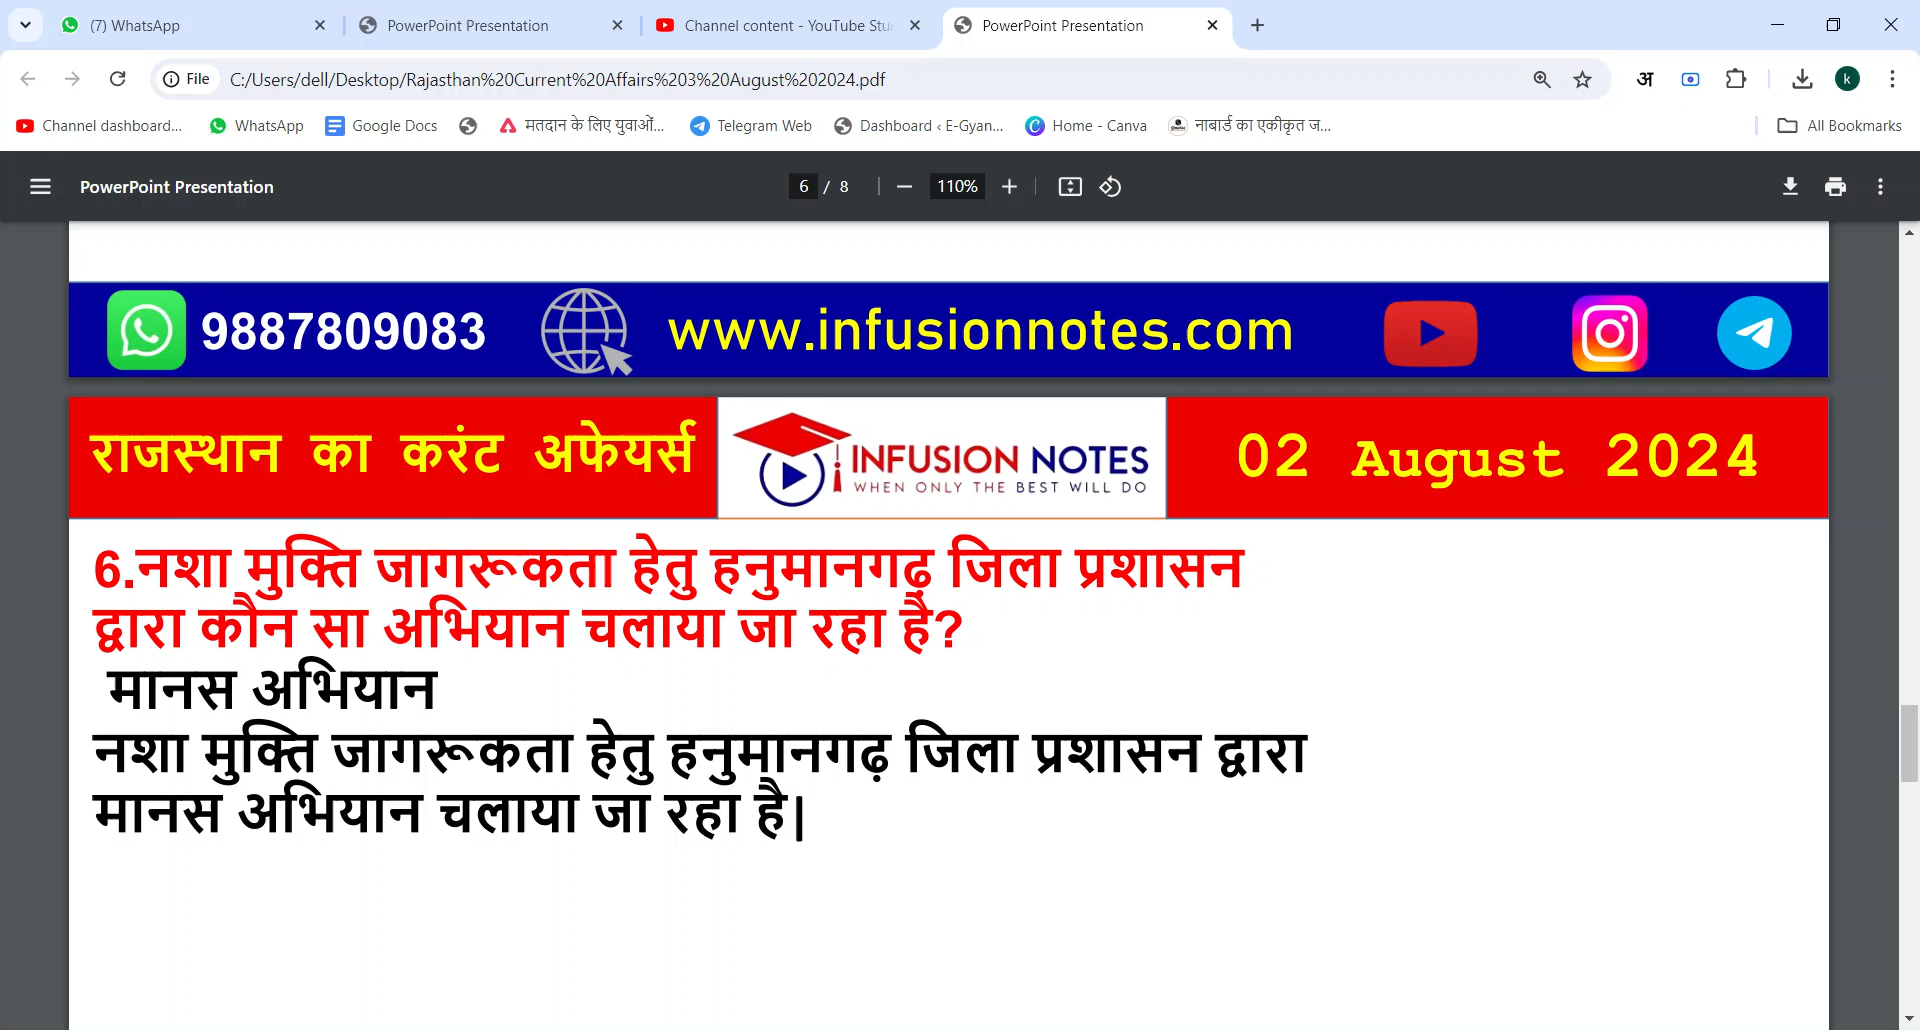 (7) WhatsApp
PowerPoint Presentation
Channel content - YouTube Stu
PowerPoint Presentation
File
C:/Users/dell/Desktop/Rajasthan%20Current%20Affairs%203%20August%202024.pdf
अ
k
Channel dashboard...
WhatsApp
Google Docs
मतदान के लिए युवाओं...
Telegram Web
Dashboard ‹ E-Gyan...
Home - Canva
नाबार्ड का एकीकृत ज...
All Bookmarks
PowerPoint Presentation
6 / 8
110%
9887809083
www.infusionnotes.com
राजस्थान का करंट अफेयर्स
INFUSION NOTES
WHEN ONLY THE BEST WILL DO
02 August 2024
6.नशा मुक्ति जागरूकता हेतु हनुमानगढ़ जिला प्रशासन
द्वारा कौन सा अभियान चलाया जा रहा है?
मानस अभियान
नशा मुक्ति जागरूकता हेतु हनुमानगढ़ जिला प्रशासन द्वारा
मानस अभियान चलाया जा रहा है|